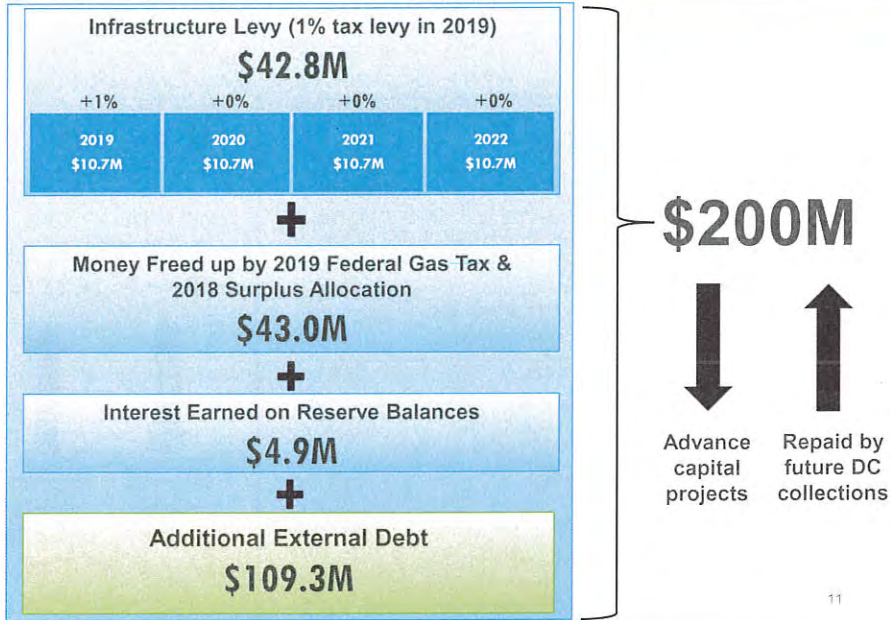 Infrastructure Levy (1% tax levy in 2019)
$42.8M
+1% +0% +0% +0%
2019 2020 2021 2022
$10.7M $10.7M $10.7M $10.7M
+
Money Freed up by 2019 Federal Gas Tax &
2018 Surplus Allocation
$43.0M
+
Interest Earned on Reserve Balances
$4.9M
+
Additional External Debt
$109.3M
$200M
Advance
capital
projects
Repaid by
future DC
collections
11